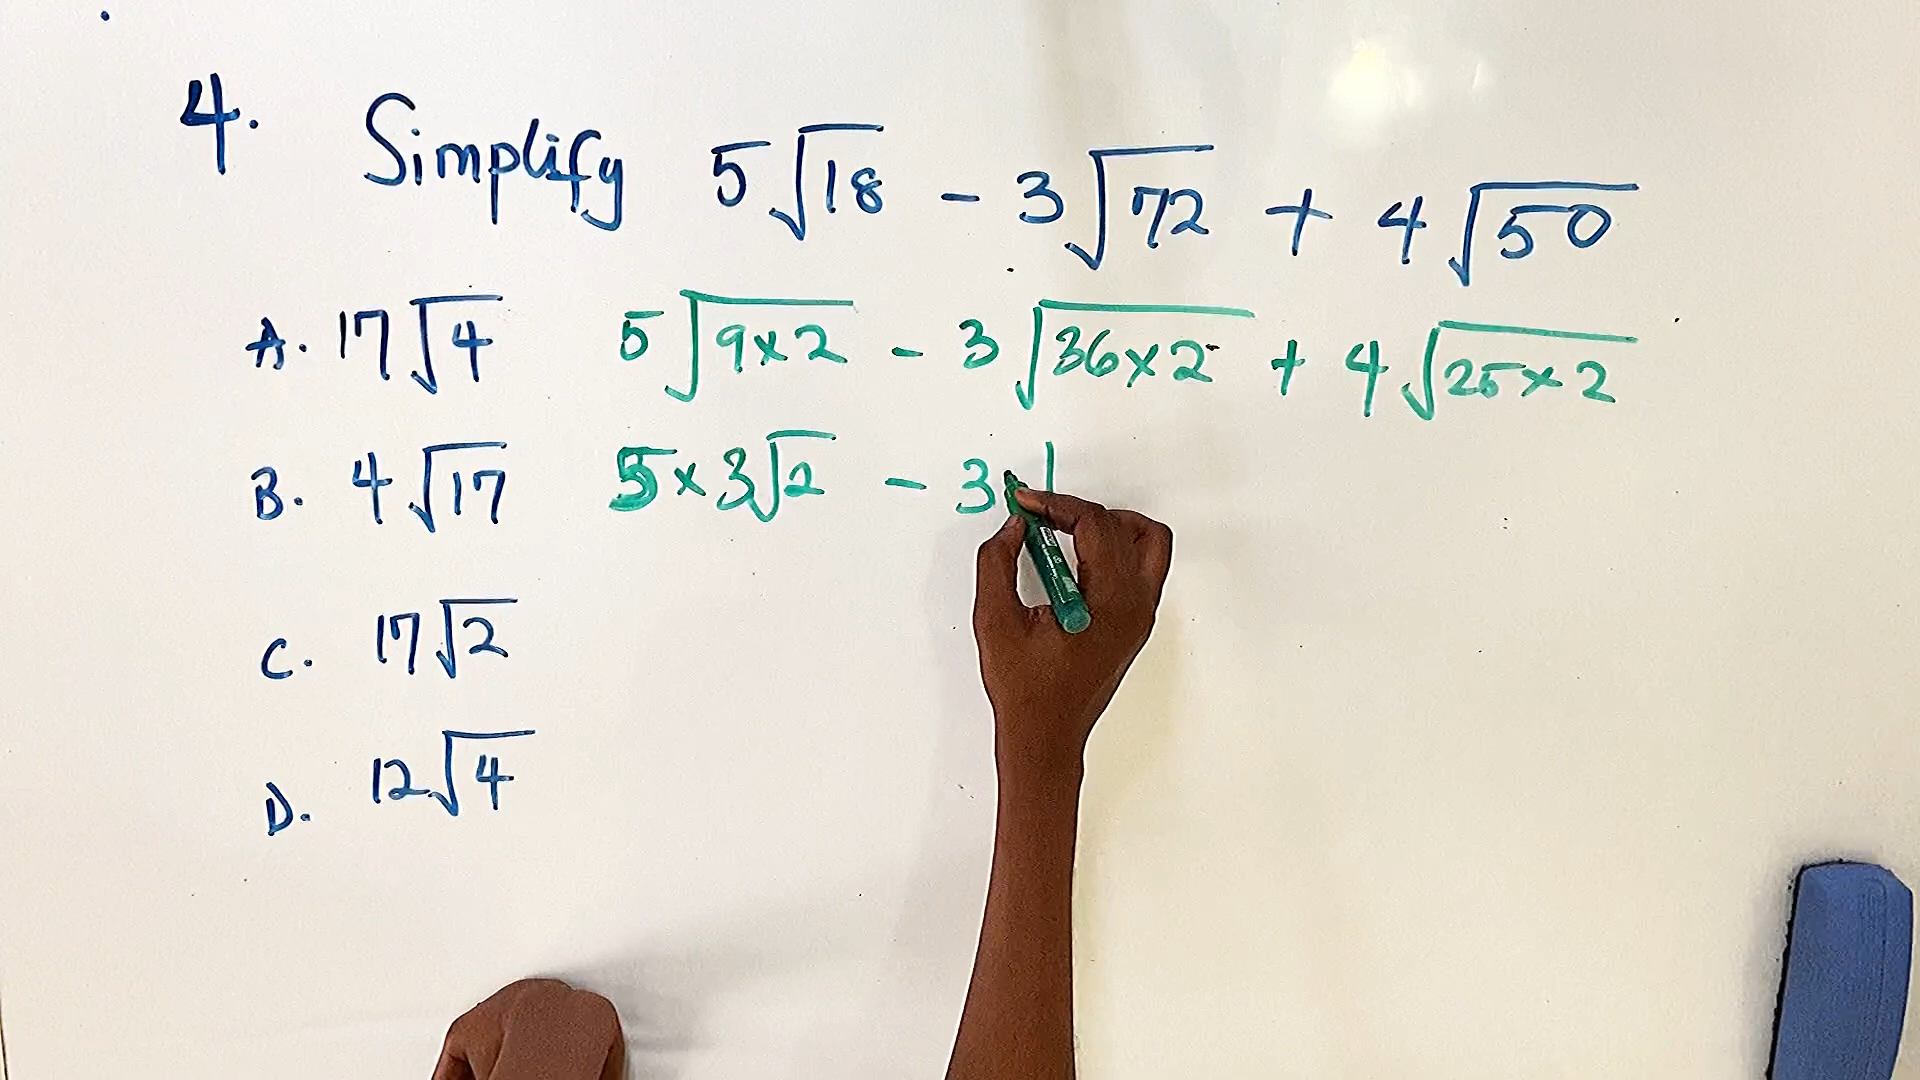 4. Simplify 5√18 - 3√72 + 4√50
A. 17√4
5√9×2 - 3√36×2 + 4√25×2
B. 4√17
5×3√2 - 3
C. 17√2
D. 12√4